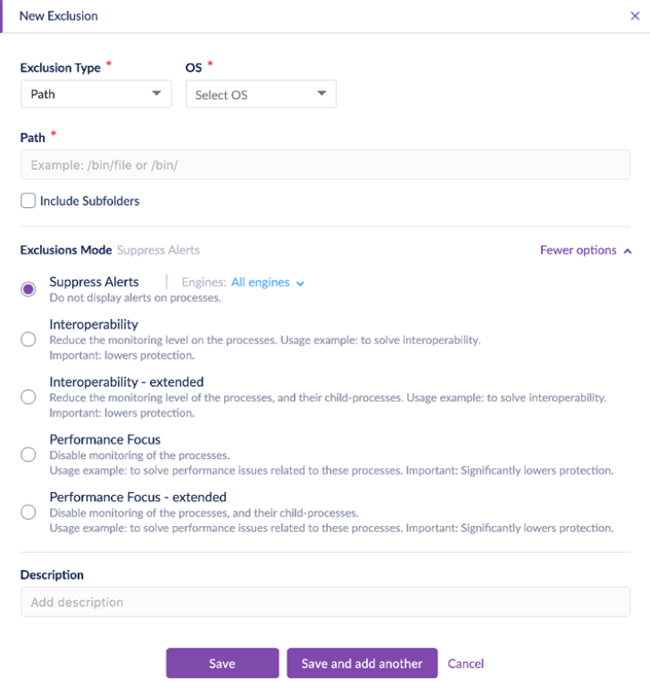 New Exclusion
Exclusion Type *
OS *
Path
Select OS
Path *
Example: /bin/file or /bin/
Include Subfolders
Exclusions Mode Suppress Alerts
Fewer options
Suppress Alerts | Engines: All engines
Do not display alerts on processes.
Interoperability
Reduce the monitoring level on the processes. Usage example: to solve interoperability.
Important: lowers protection.
Interoperability - extended
Reduce the monitoring level of the processes, and their child-processes. Usage example: to solve interoperability.
Important: lowers protection.
Performance Focus
Disable monitoring of the processes.
Usage example: to solve performance issues related to these processes. Important: Significantly lowers protection.
Performance Focus - extended
Disable monitoring of the processes, and their child-processes.
Usage example: to solve performance issues related to these processes. Important: Significantly lowers protection.
Description
Add description
Save
Save and add another
Cancel